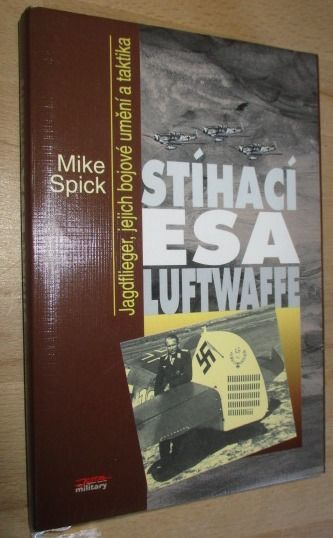 Jagdflieger, jejich bojové umění a taktika
Mike
Spick
STÍHACÍ
ESA
LUFTWAFFE
military